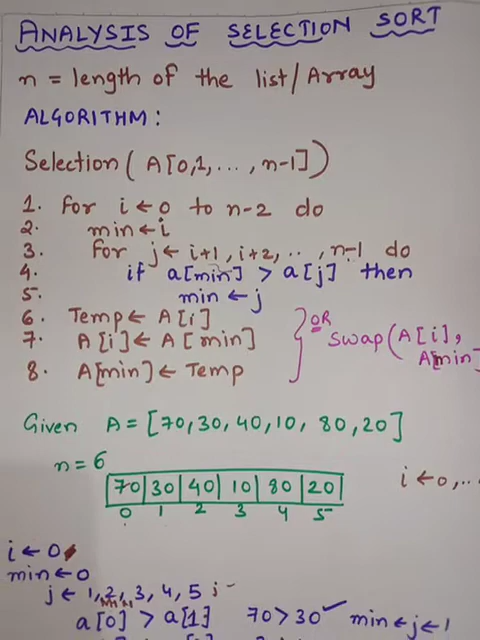 ANALYSIS OF SELECTION SORT
n = length of the list/Array
ALGORITHM:
Selection( A[0,1, ..., n-1])
1. For i ← 0 to n-2 do
2. min ← i
3. For j ← i+1, i+2, .., n-1 do
4. if a[min] > a[j] then
5. min ← j
6. Temp ← A[i]
7. A[i] ← A[min]
8. A[min] ← Temp
OR
Swap(A[i],
A[min]
Given A = [70,30,40,10, 80,20]
n = 6
70 30 40 10 80 20
0 1 2 3 4 5
i ← 0,..
i ← 0
min ← 0
j ← 1, 2, 3, 4, 5
a[0] > a[1] 70 > 30 ✓ min ← j ← 1